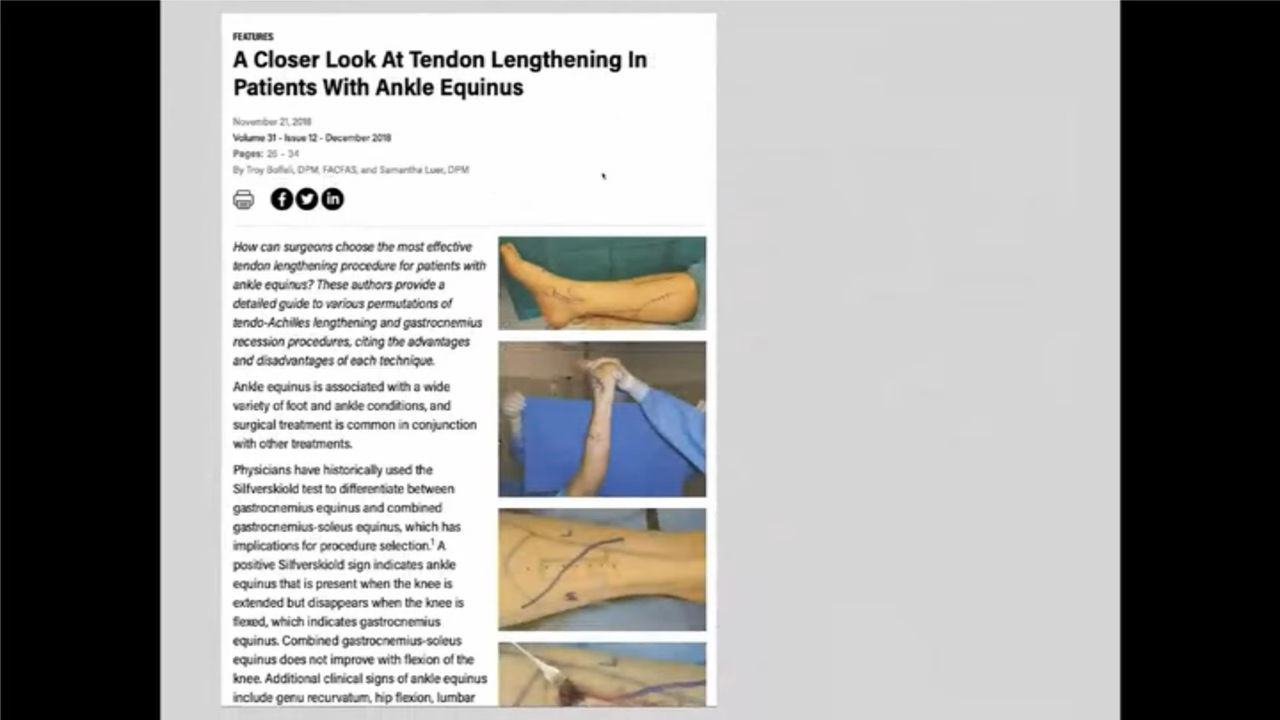 FEATURES
A Closer Look At Tendon Lengthening In
Patients With Ankle Equinus
November 21, 2018
Volume 31 - Issue 12 - December 2018
Pages: 26 - 34
By Troy Boffeli, DPM, FACFAS, and Samantha Luer, DPM
f
in
How can surgeons choose the most effective
tendon lengthening procedure for patients with
ankle equinus? These authors provide a
detailed guide to various permutations of
tendo-Achilles lengthening and gastrocnemius
recession procedures, citing the advantages
and disadvantages of each technique.
Ankle equinus is associated with a wide
variety of foot and ankle conditions, and
surgical treatment is common in conjunction
with other treatments.
Physicians have historically used the
Silfverskiold test to differentiate between
gastrocnemius equinus and combined
gastrocnemius-soleus equinus, which has
implications for procedure selection.1 A
positive Silfverskiold sign indicates ankle
equinus that is present when the knee is
extended but disappears when the knee is
flexed, which indicates gastrocnemius
equinus. Combined gastrocnemius-soleus
equinus does not improve with flexion of the
knee. Additional clinical signs of ankle equinus
include genu recurvatum, hip flexion, lumbar